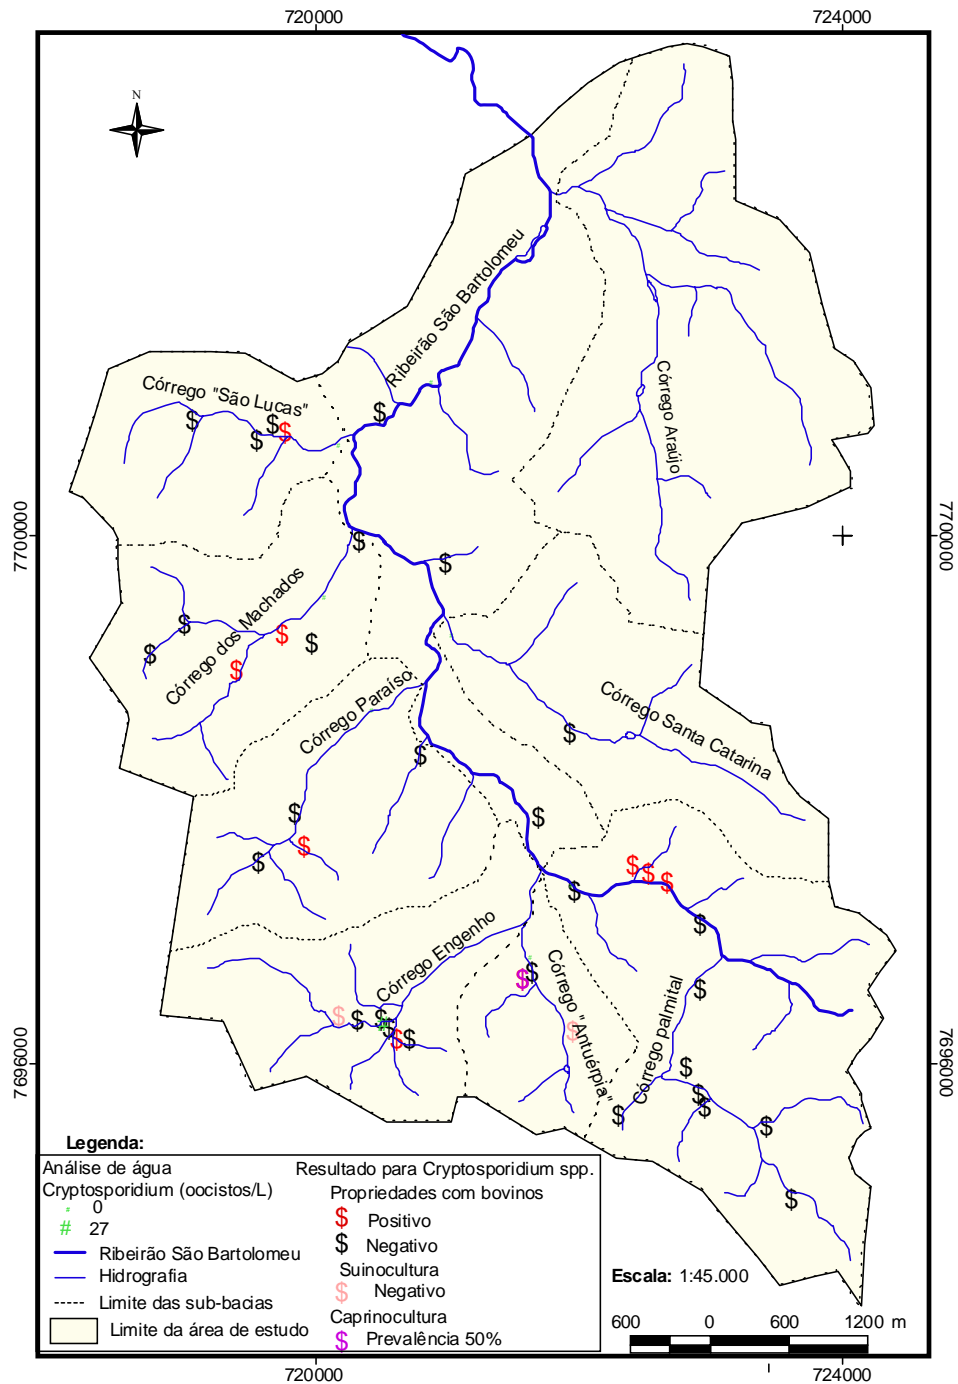 720000
724000
N
Ribeirão São Bartolomeu
Córrego "São Lucas"
Córrego Araújo
7700000
7700000
Córrego dos Machados
Córrego Paraíso
Córrego Santa Catarina
Córrego Engenho
Córrego "Antuérpia"
Córrego palmital
7696000
7696000
Legenda:
Análise de água
Cryptosporidium (oocistos/L)
0
# 27
Ribeirão São Bartolomeu
Hidrografia
Limite das sub-bacias
Limite da área de estudo
Resultado para Cryptosporidium spp.
Propriedades com bovinos
$ Positivo
$ Negativo
Suinocultura
$ Negativo
Caprinocultura
$ Prevalência 50%
Escala: 1:45.000
600 0 600 1200 m
720000
724000